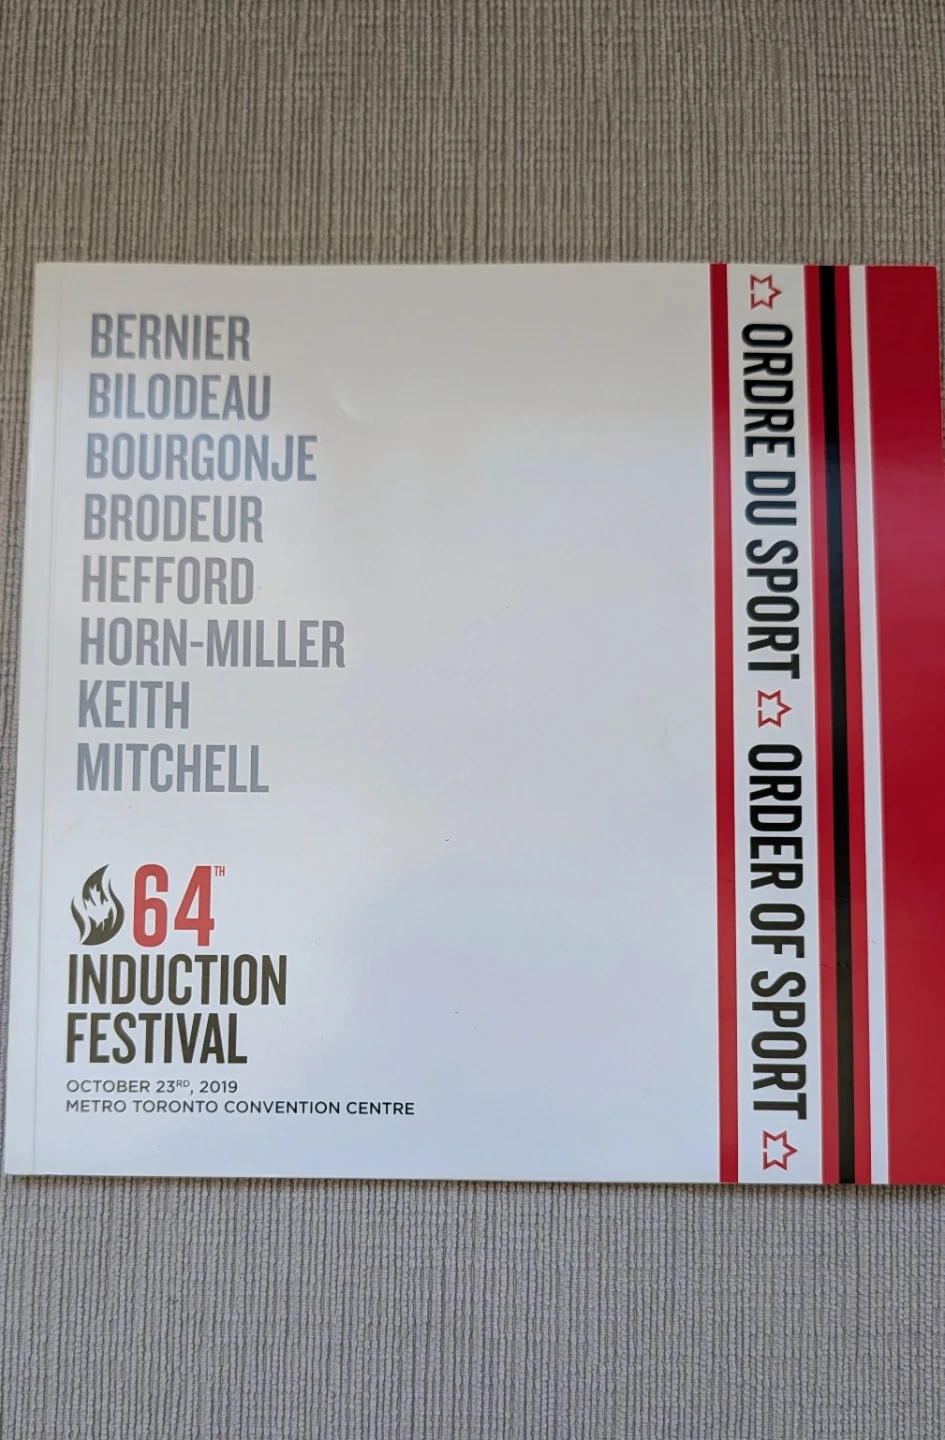 BERNIER
BILODEAU
BOURGONJE
BRODEUR
HEFFORD
HORN-MILLER
KEITH
MITCHELL
64TH
INDUCTION
FESTIVAL
OCTOBER 23RD, 2019
METRO TORONTO CONVENTION CENTRE
ORDRE DU SPORT ORDER OF SPORT